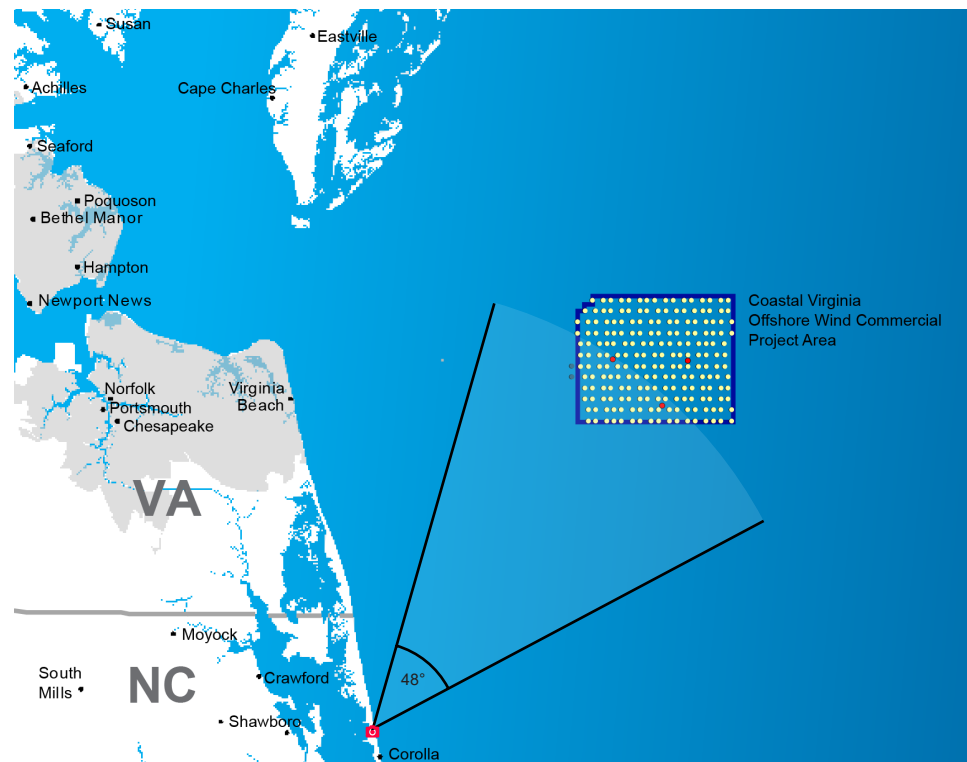 Susan
Eastville
Achilles
Cape Charles
Seaford
Poquoson
Bethel Manor
Hampton
Newport News
Coastal Virginia
Offshore Wind Commercial
Project Area
Norfolk
Portsmouth
Chesapeake
Virginia
Beach
VA
Moyock
South
Mills
NC
Crawford
48°
Shawboro
G
Corolla